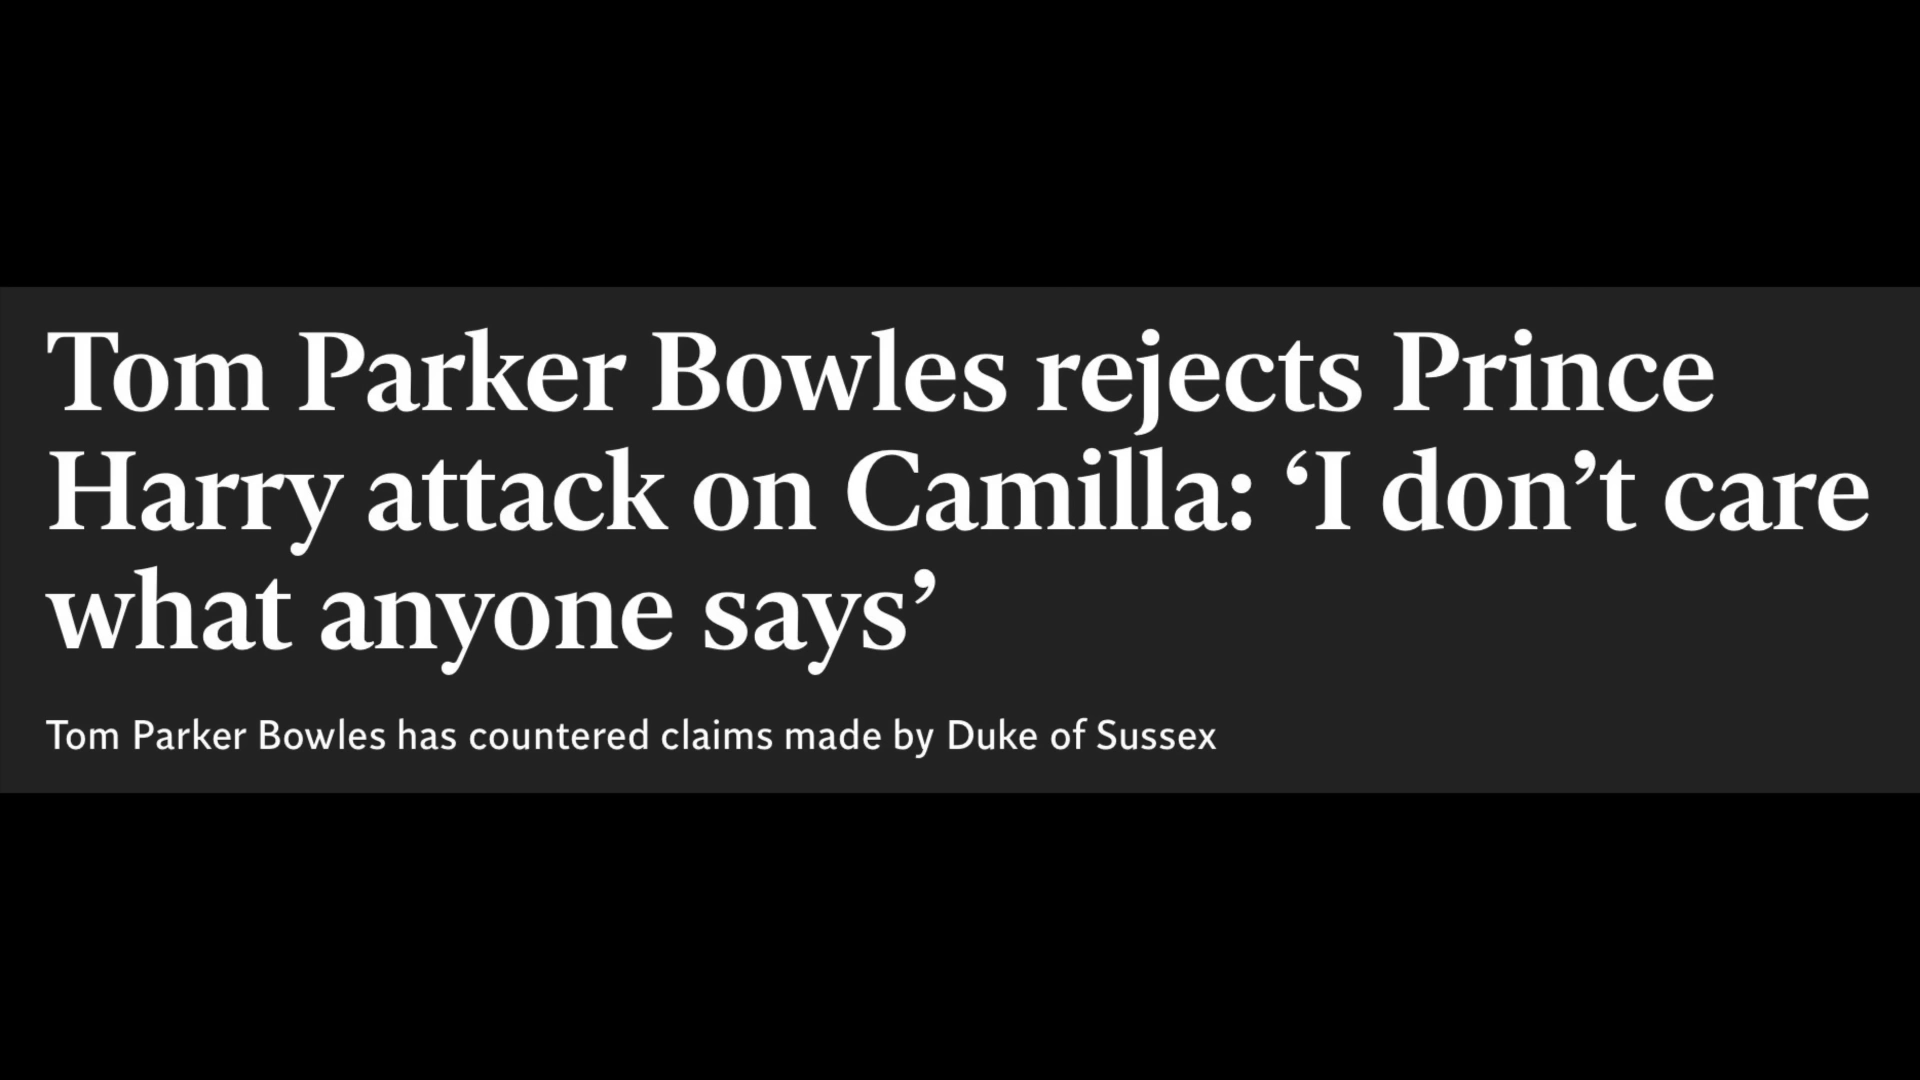 Tom Parker Bowles rejects Prince
Harry attack on Camilla: ‘I don’t care
what anyone says’
Tom Parker Bowles has countered claims made by Duke of Sussex